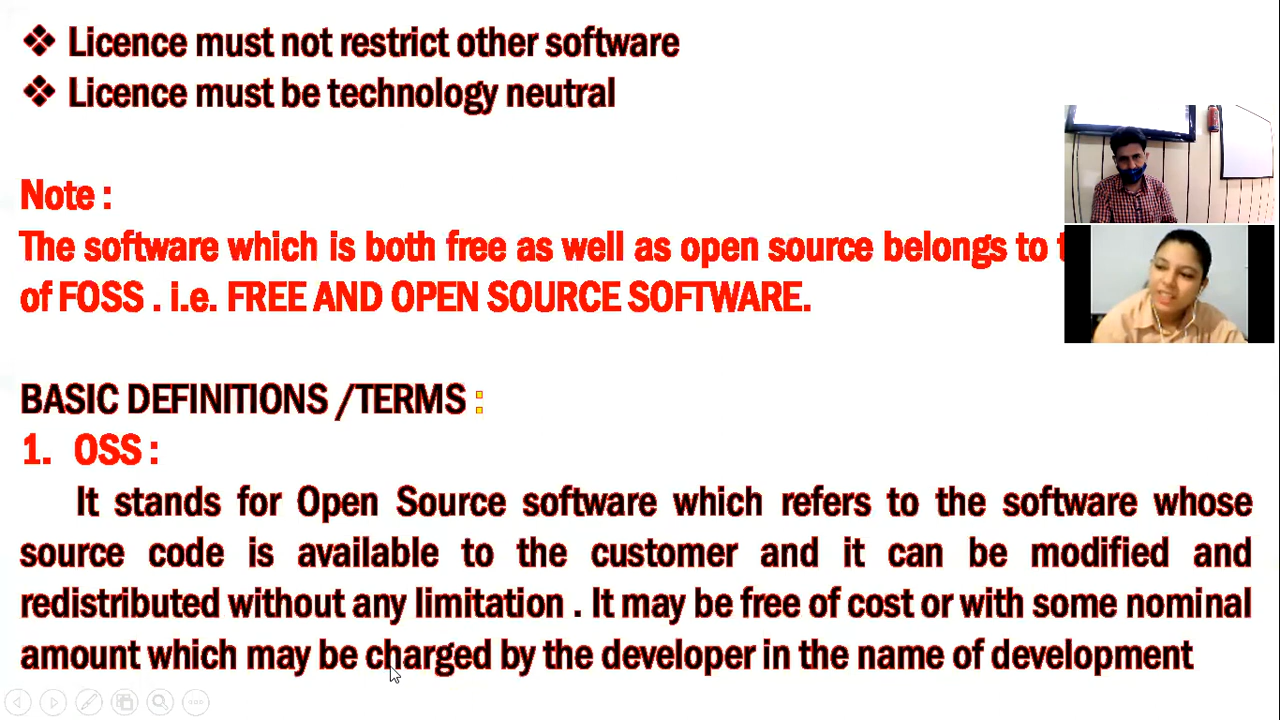 ❖ Licence must not restrict other software
❖ Licence must be technology neutral
Note :
The software which is both free as well as open source belongs to
of FOSS . i.e. FREE AND OPEN SOURCE SOFTWARE.
BASIC DEFINITIONS /TERMS :
1. OSS :
It stands for Open Source software which refers to the software whose
source code is available to the customer and it can be modified and
redistributed without any limitation . It may be free of cost or with some nominal
amount which may be charged by the developer in the name of development